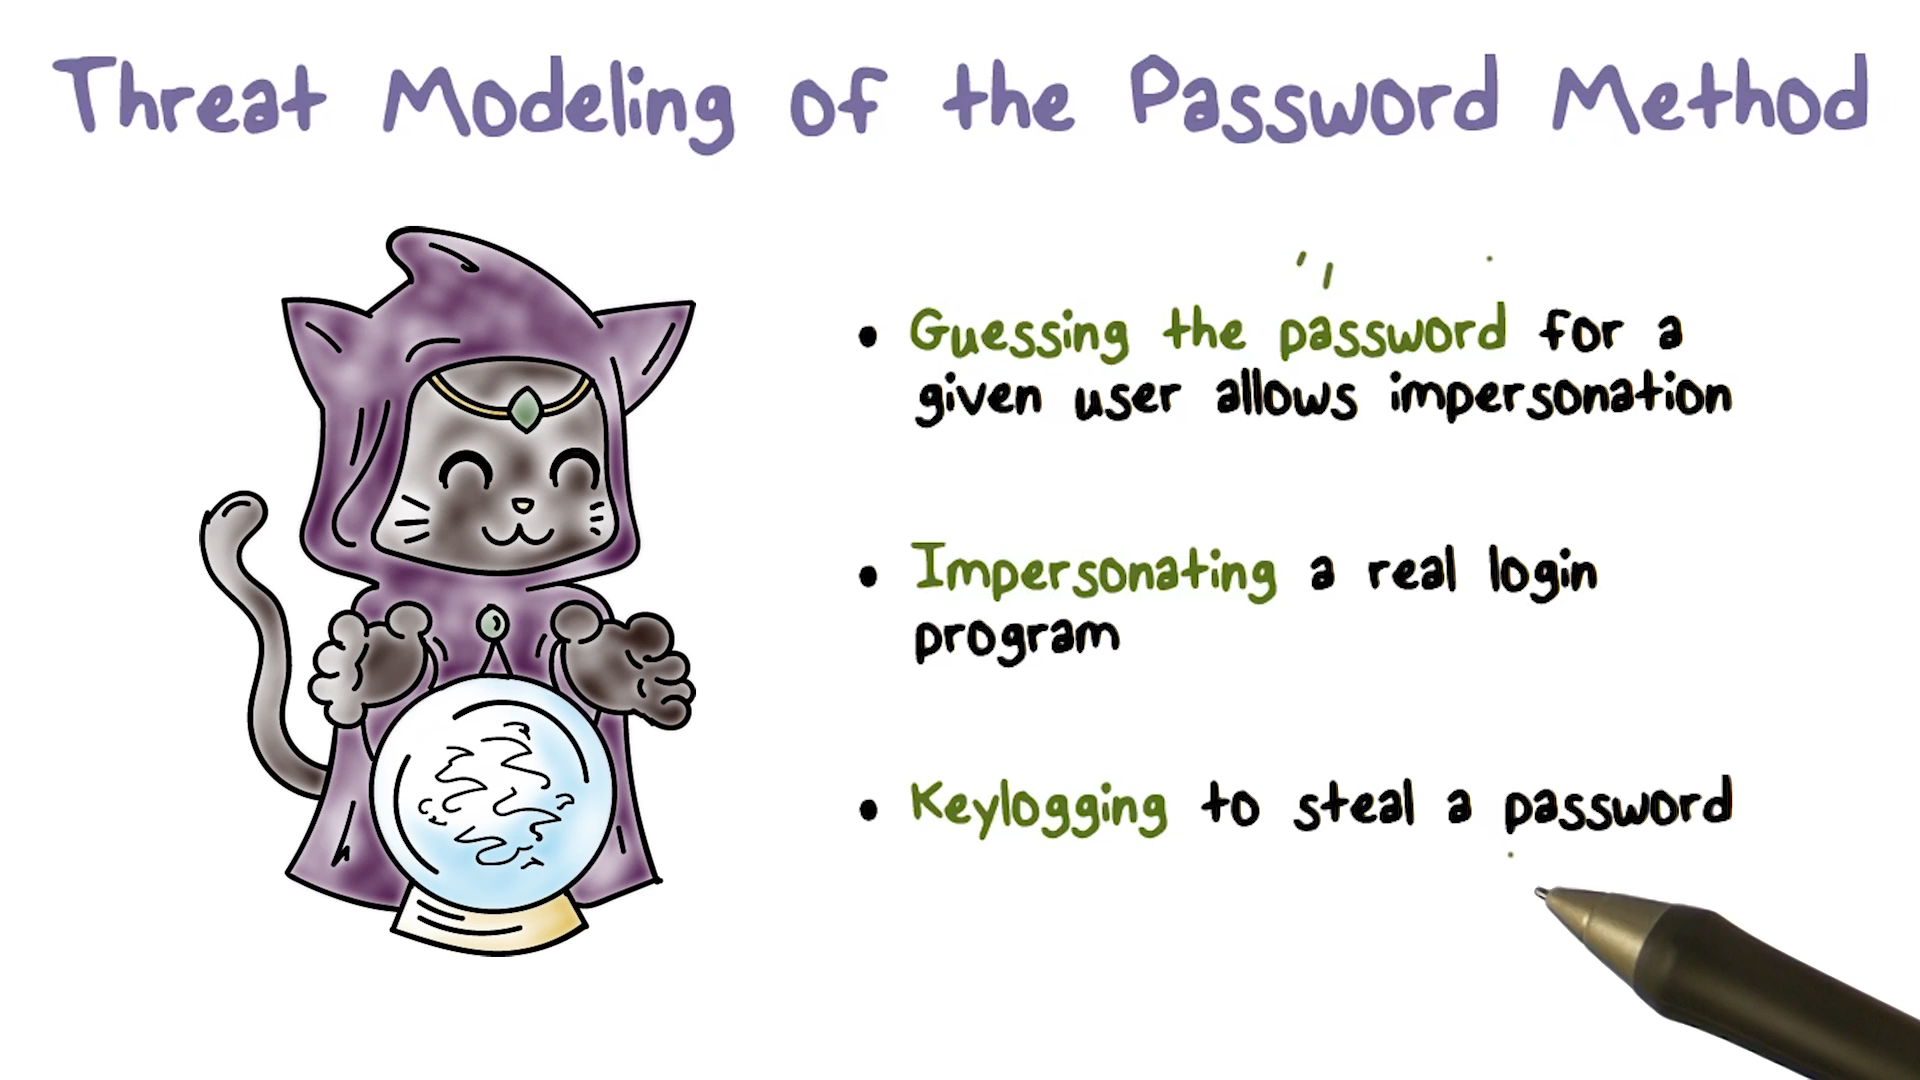 Threat Modeling of the Password Method
• Guessing the password for a
given user allows impersonation
• Impersonating a real login
program
• Keylogging to steal a password